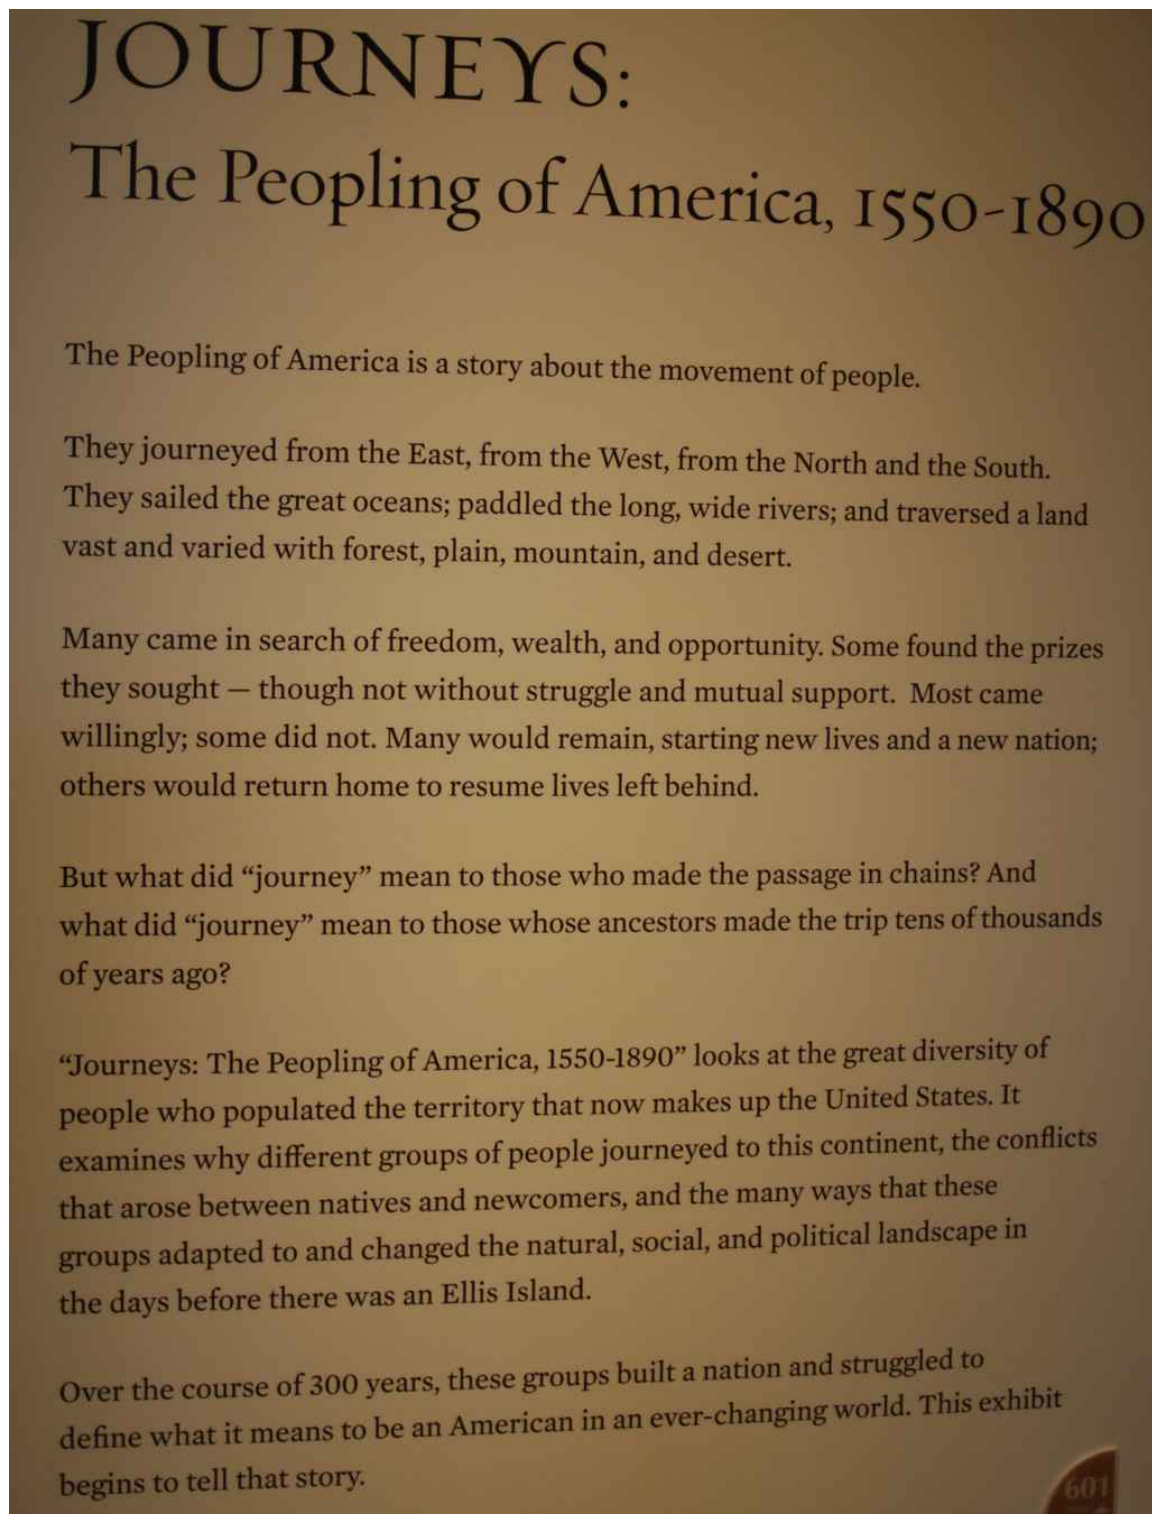 JOURNEYS:
The Peopling of America, 1550-1890
The Peopling of America is a story about the movement of people.
They journeyed from the East, from the West, from the North and the South.
They sailed the great oceans; paddled the long, wide rivers; and traversed a land
vast and varied with forest, plain, mountain, and desert.
Many came in search of freedom, wealth, and opportunity. Some found the prizes
they sought — though not without struggle and mutual support. Most came
willingly; some did not. Many would remain, starting new lives and a new nation;
others would return home to resume lives left behind.
But what did “journey” mean to those who made the passage in chains? And
what did “journey” mean to those whose ancestors made the trip tens of thousands
of years ago?
“Journeys: The Peopling of America, 1550-1890” looks at the great diversity of
people who populated the territory that now makes up the United States. It
examines why different groups of people journeyed to this continent, the conflicts
that arose between natives and newcomers, and the many ways that these
groups adapted to and changed the natural, social, and political landscape in
the days before there was an Ellis Island.
Over the course of 300 years, these groups built a nation and struggled to
define what it means to be an American in an ever-changing world. This exhibit
begins to tell that story.
601